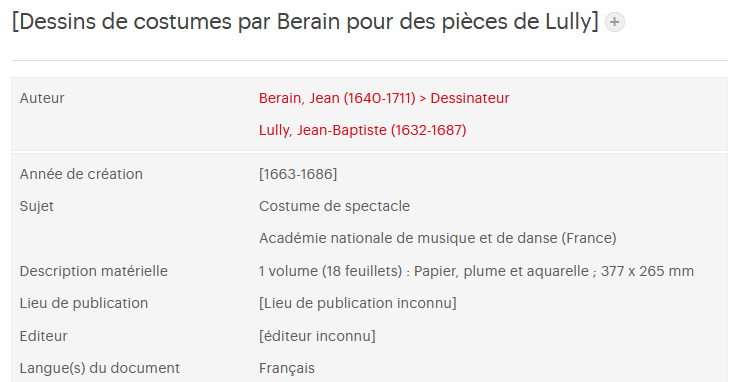 [Dessins de costumes par Berain pour des pièces de Lully] +
Auteur Berain, Jean (1640-1711) > Dessinateur
Lully, Jean-Baptiste (1632-1687)
Année de création [1663-1686]
Sujet Costume de spectacle
Académie nationale de musique et de danse (France)
Description matérielle 1 volume (18 feuillets) : Papier, plume et aquarelle ; 377 x 265 mm
Lieu de publication [Lieu de publication inconnu]
Editeur [éditeur inconnu]
Langue(s) du document Français